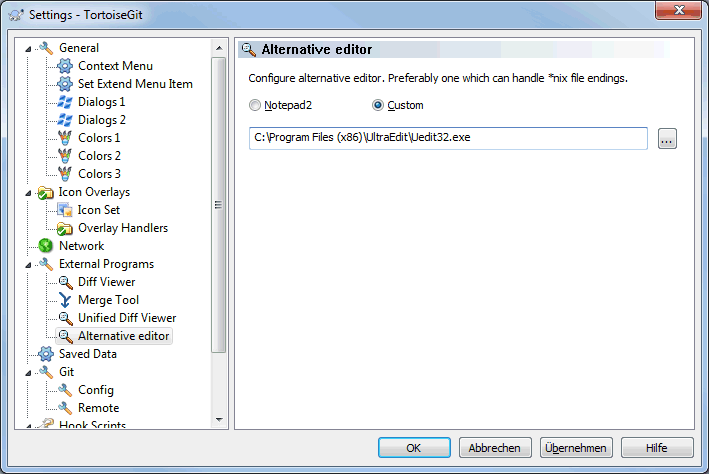 Settings - TortoiseGit
General
Context Menu
Set Extend Menu Item
Dialogs 1
Dialogs 2
Colors 1
Colors 2
Colors 3
Icon Overlays
Icon Set
Overlay Handlers
Network
External Programs
Diff Viewer
Merge Tool
Unified Diff Viewer
Alternative editor
Saved Data
Git
Config
Remote
Hook Scripts
Alternative editor
Configure alternative editor. Preferably one which can handle *nix file endings.
Notepad2 Custom
C:\Program Files (x86)\UltraEdit\Uedit32.exe ...
OK Abbrechen Übernehmen Hilfe